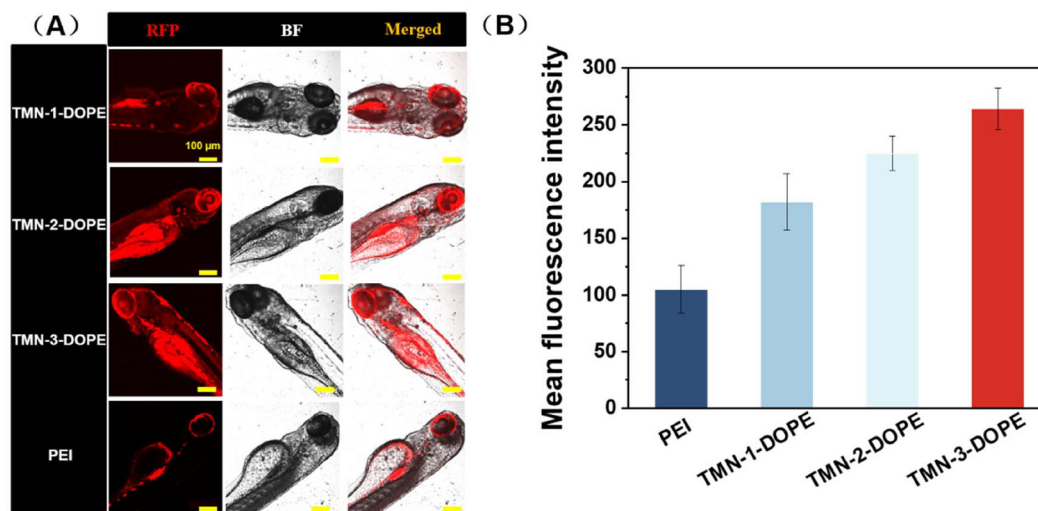 (A)
RFP BF Merged
TMN-1-DOPE
100 μm
TMN-2-DOPE
TMN-3-DOPE
PEI
(B)
Mean fluorescence intensity
300
250
200
150
100
50
0
PEI
TMN-1-DOPE
TMN-2-DOPE
TMN-3-DOPE